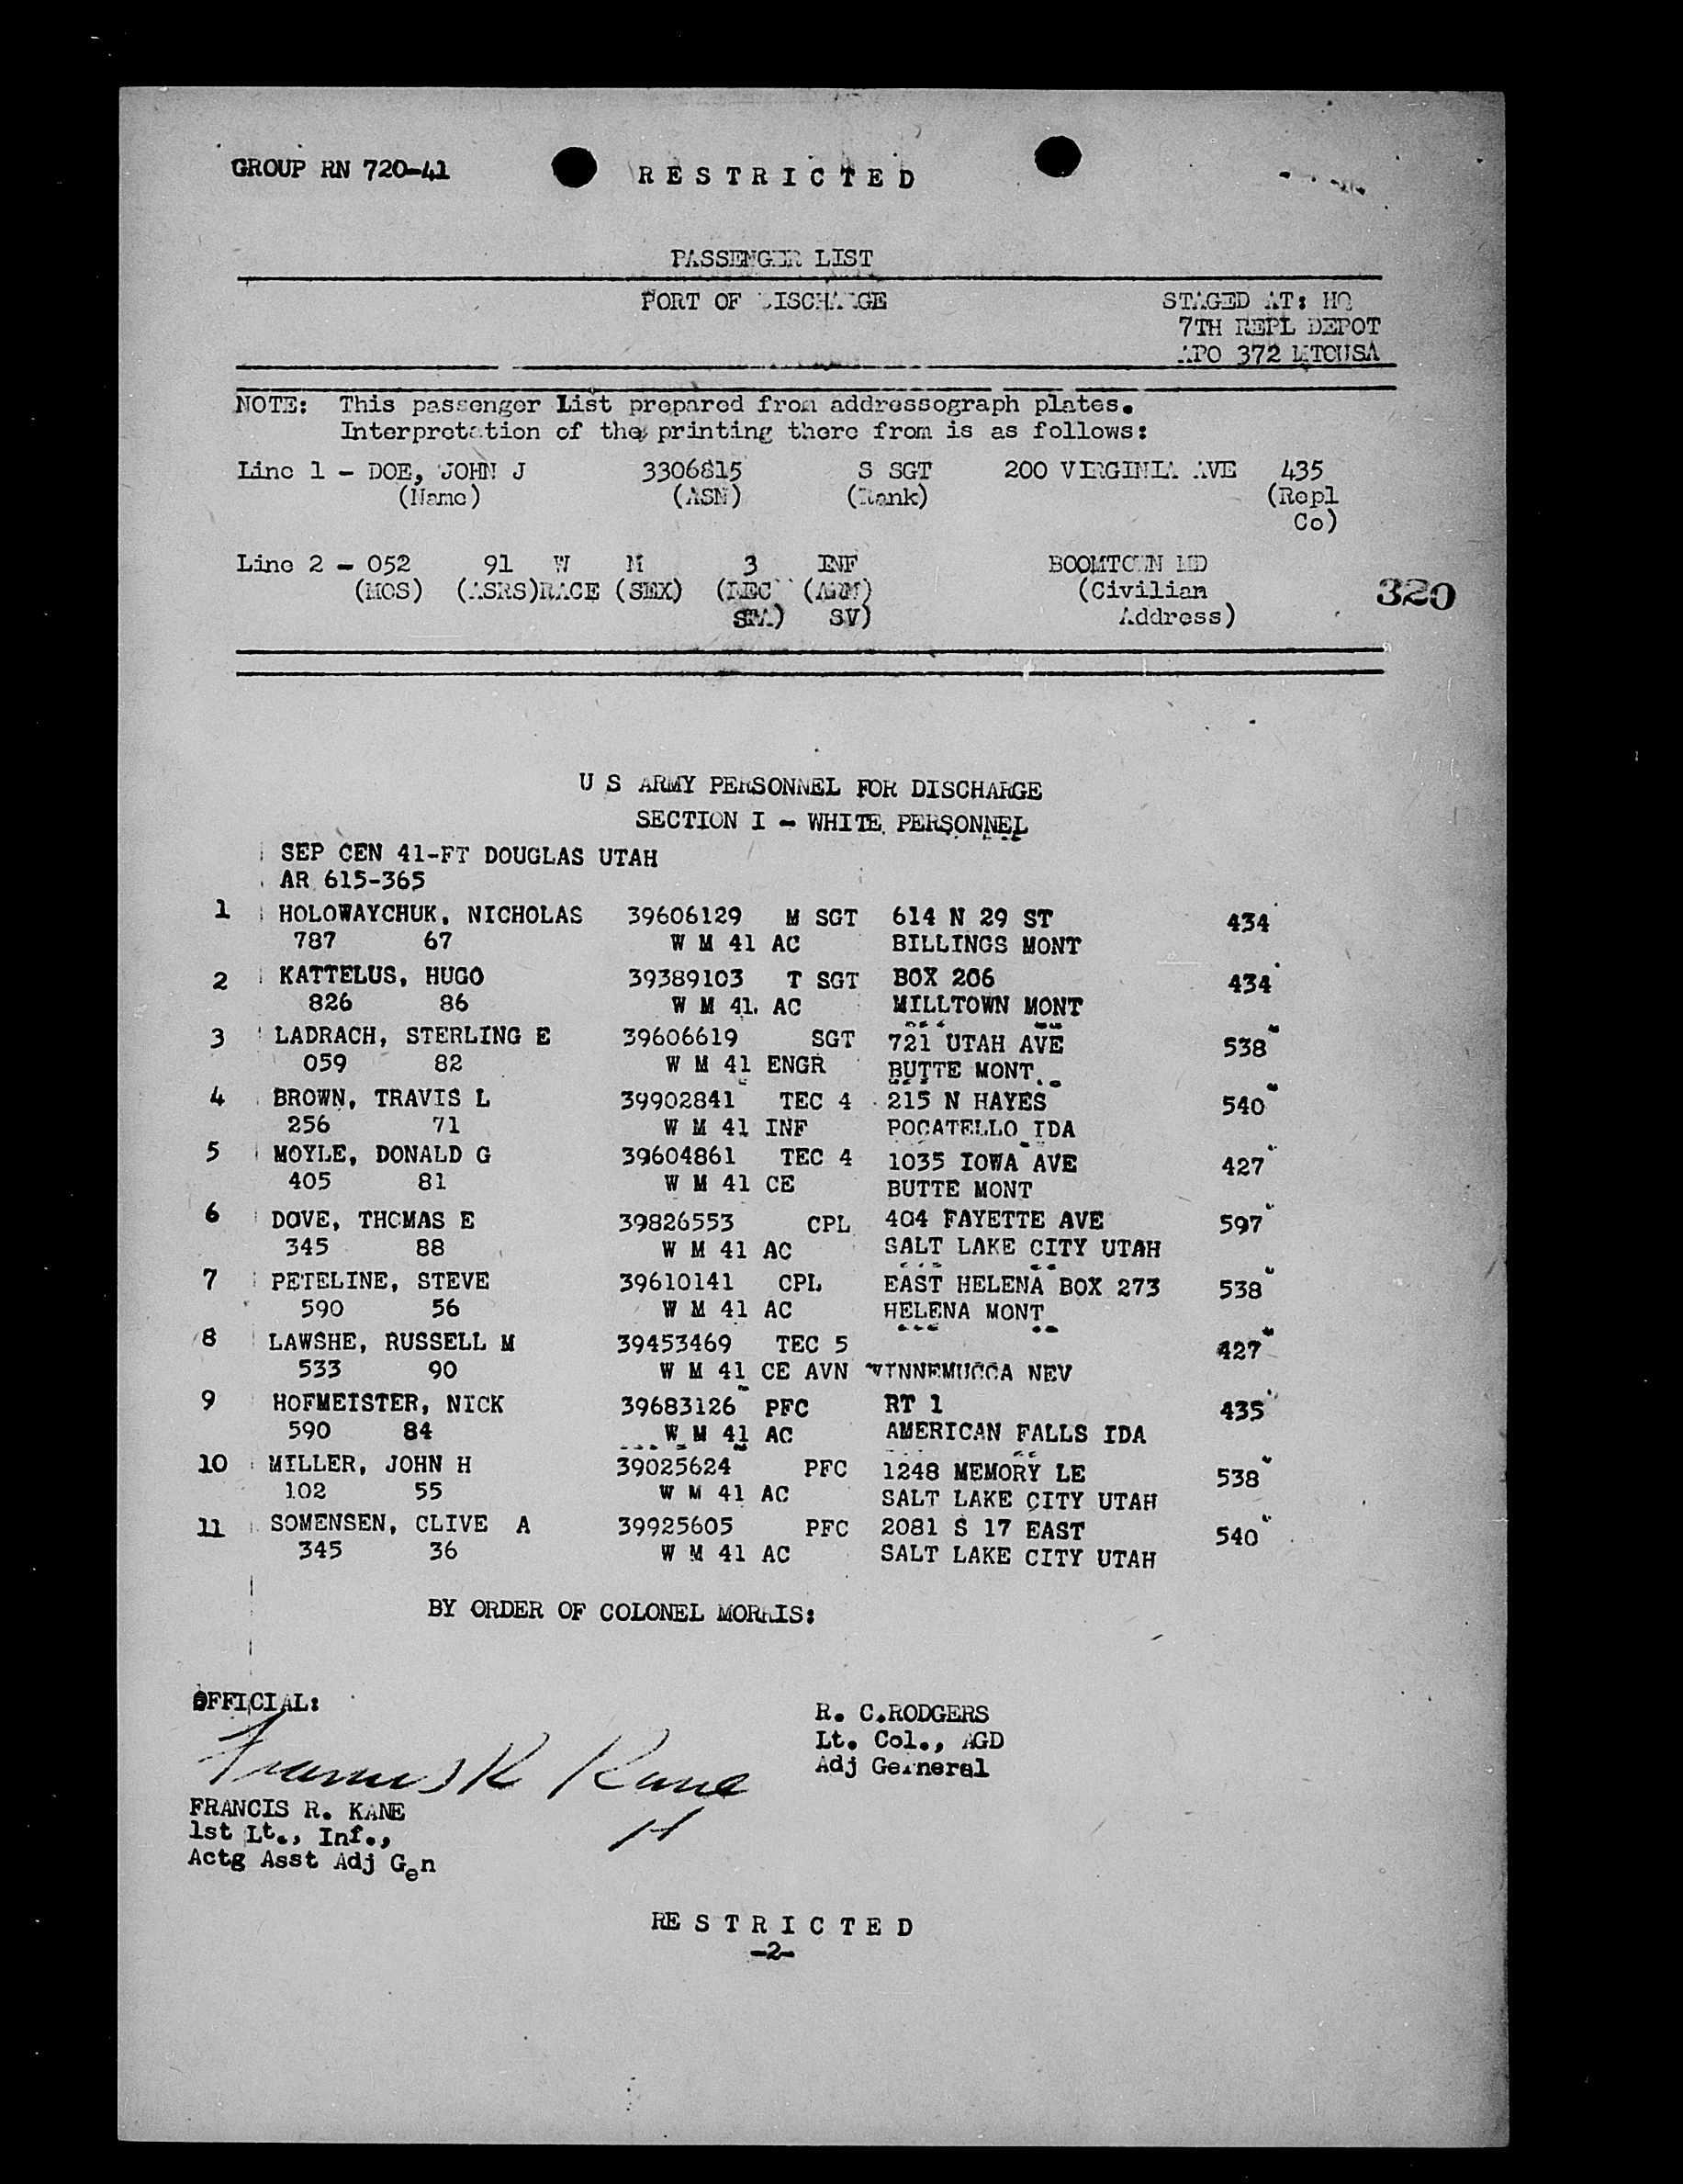 GROUP RN 720-41 RESTRICTED
PASSENGER LIST
PORT OF DISCHARGE STAGED AT: HQ
7TH REPL DEPOT
APO 372 MTOUSA
NOTE: This passenger List prepared from addressograph plates.
Interpretation of the printing there from is as follows:
Line 1 - DOE, JOHN J 3306815 S SGT 200 VIRGINIA AVE 435
(Name) (ASN) (Rank) (Repl
Co)
Line 2 - 052 91 W M 3 INF BOOMTOWN MD
(MOS) (ASRS)RACE (SEX) (REC (ARM) (Civilian 320
STA) SV) Address)
U S ARMY PERSONNEL FOR DISCHARGE
SECTION I - WHITE PERSONNEL
SEP CEN 41-FT DOUGLAS UTAH
AR 615-365
1 HOLOWAYCHUK, NICHOLAS 39606129 M SGT 614 N 29 ST 434
787 67 W M 41 AC BILLINGS MONT
2 KATTELUS, HUGO 39389103 T SGT BOX 206 434
826 86 W M 41 AC MILLTOWN MONT
3 LADRACH, STERLING E 39606619 SGT 721 UTAH AVE 538
059 82 W M 41 ENGR BUTTE MONT
4 BROWN, TRAVIS L 39902841 TEC 4 215 N HAYES 540
256 71 W M 41 INF POCATELLO IDA
5 MOYLE, DONALD G 39604861 TEC 4 1035 IOWA AVE 427
405 81 W M 41 CE BUTTE MONT
6 DOVE, THOMAS E 39826553 CPL 404 FAYETTE AVE 597
345 88 W M 41 AC SALT LAKE CITY UTAH
7 PETELINE, STEVE 39610141 CPL EAST HELENA BOX 273 538
590 56 W M 41 AC HELENA MONT
8 LAWSHE, RUSSELL M 39453469 TEC 5 427
533 90 W M 41 CE AVN WINNEMUCCA NEV
9 HOFMEISTER, NICK 39683126 PFC RT 1 435
590 84 W M 41 AC AMERICAN FALLS IDA
10 MILLER, JOHN H 39025624 PFC 1248 MEMORY LE 538
102 55 W M 41 AC SALT LAKE CITY UTAH
11 SOMENSEN, CLIVE A 39925605 PFC 2081 S 17 EAST 540
345 36 W M 41 AC SALT LAKE CITY UTAH
BY ORDER OF COLONEL MORRIS:
OFFICIAL: R. C.RODGERS
Lt. Col., AGD
Adj Gerneral
Francis R Kane
FRANCIS R. KANE
1st Lt., Inf.,
Actg Asst Adj Gen
RESTRICTED
-2-